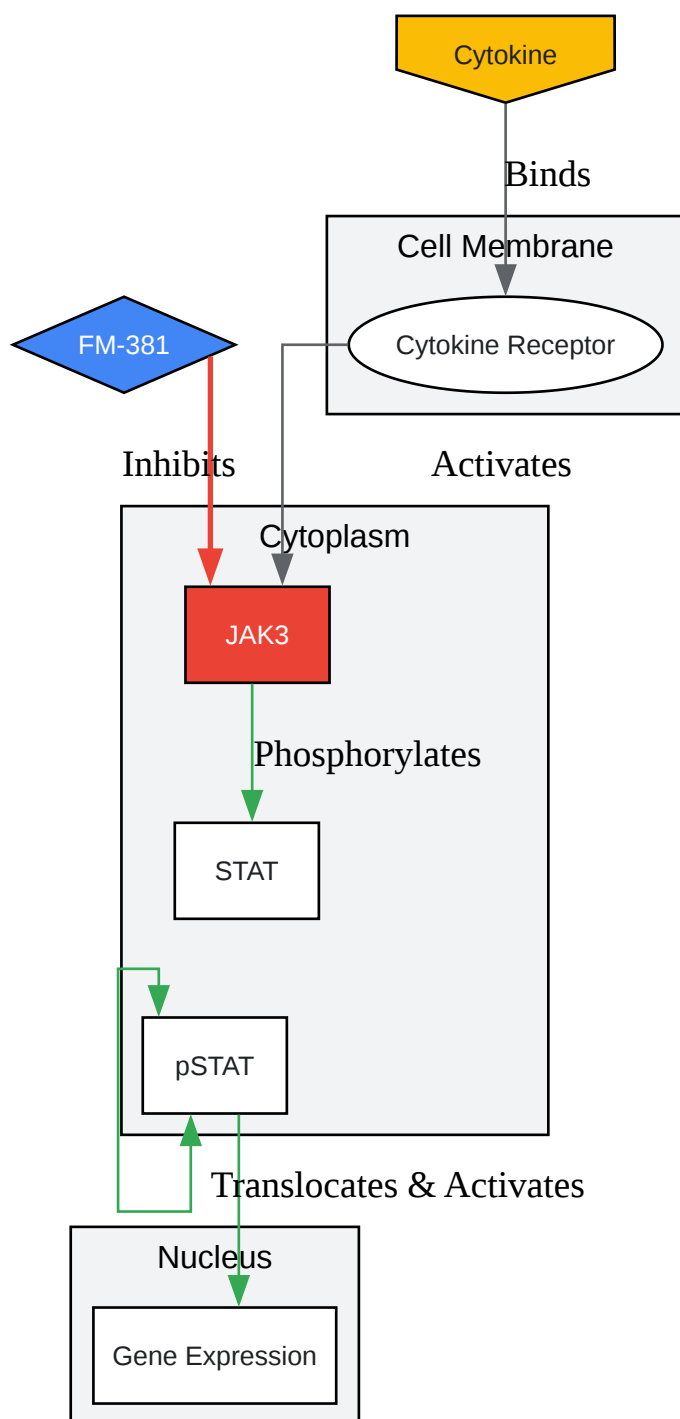 Cytokine
Binds
Cell Membrane
FM-381
Cytokine Receptor
Inhibits
Activates
Cytoplasm
JAK3
Phosphorylates
STAT
pSTAT
Translocates & Activates
Nucleus
Gene Expression